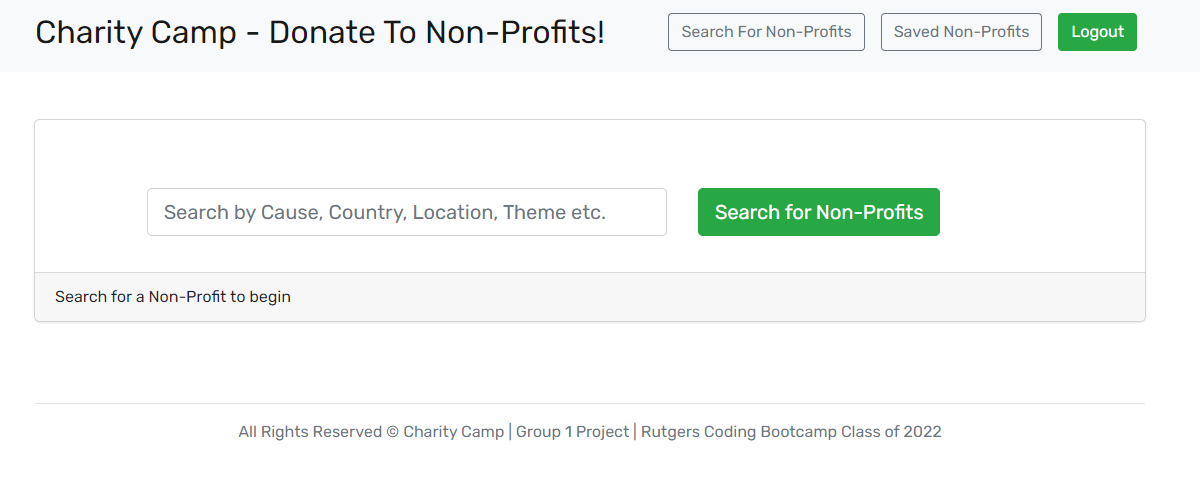 Charity Camp - Donate To Non-Profits!
Search For Non-Profits
Saved Non-Profits
Logout
Search by Cause, Country, Location, Theme etc.
Search for Non-Profits
Search for a Non-Profit to begin
All Rights Reserved © Charity Camp | Group 1 Project | Rutgers Coding Bootcamp Class of 2022